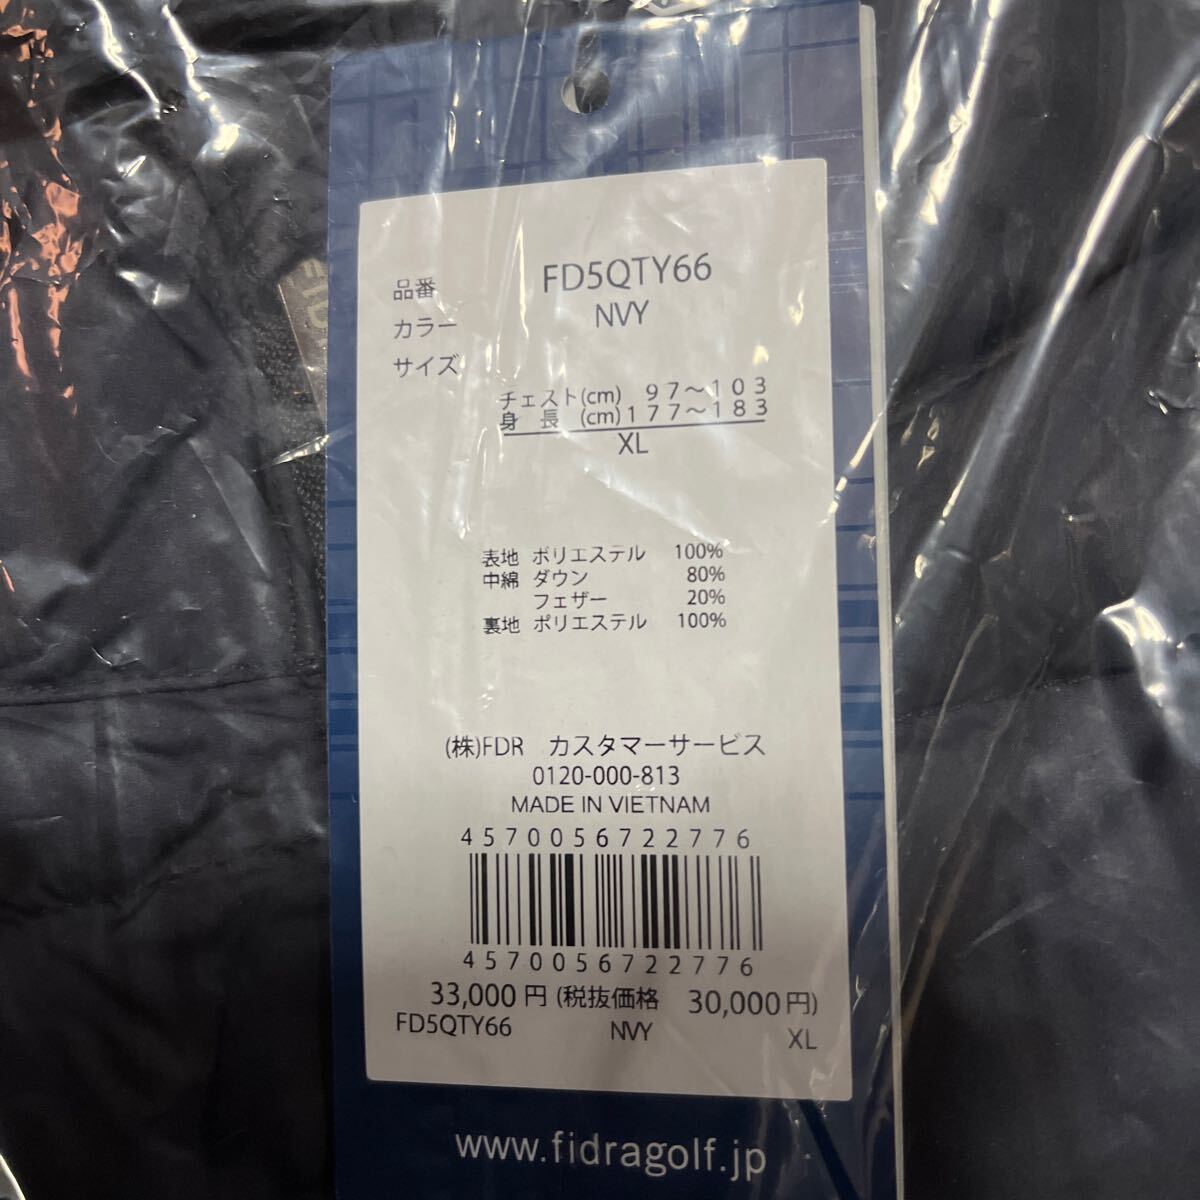 品番 FD5QTY66
カラー NVY
サイズ
チェスト(cm) 97～103
身 長 (cm)177～183
XL
表地 ポリエステル 100%
中綿 ダウン 80%
フェザー 20%
裏地 ポリエステル 100%
(株)FDR カスタマーサービス
0120-000-813
MADE IN VIETNAM
4570056722776
4570056722776
33,000円(税抜価格 30,000円)
FD5QTY66 NVY XL
www.fidragolf.jp